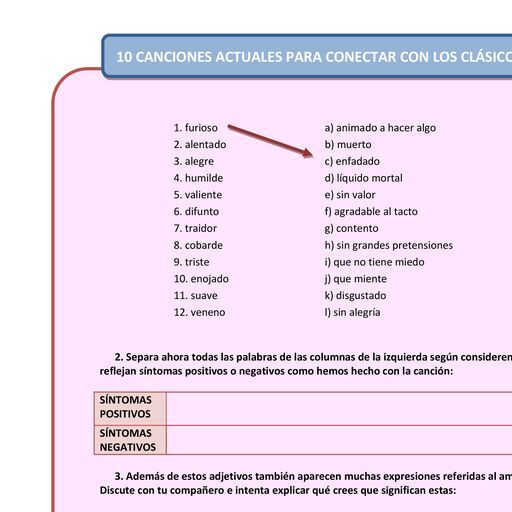 10 CANCIONES ACTUALES PARA CONECTAR CON LOS CLÁSICO
1. furioso a) animado a hacer algo
2. alentado b) muerto
3. alegre c) enfadado
4. humilde d) líquido mortal
5. valiente e) sin valor
6. difunto f) agradable al tacto
7. traidor g) contento
8. cobarde h) sin grandes pretensiones
9. triste i) que no tiene miedo
10. enojado j) que miente
11. suave k) disgustado
12. veneno l) sin alegría
2. Separa ahora todas las palabras de las columnas de la izquierda según consideren
reflejan síntomas positivos o negativos como hemos hecho con la canción:
SÍNTOMAS
POSITIVOS
SÍNTOMAS
NEGATIVOS
3. Además de estos adjetivos también aparecen muchas expresiones referidas al am
Discute con tu compañero e intenta explicar qué crees que significan estas: